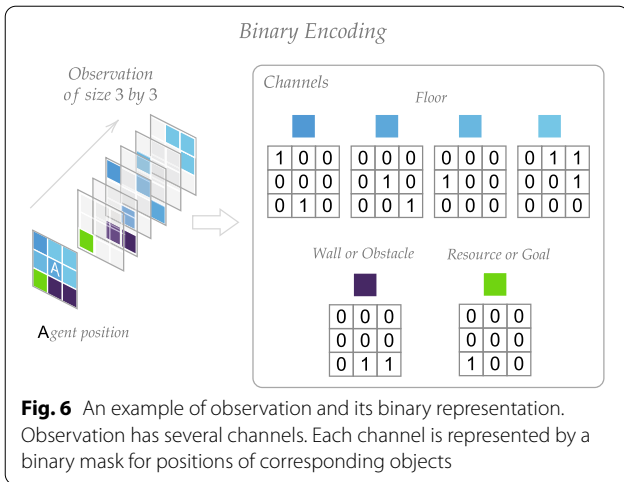 Binary Encoding
Observation
of size 3 by 3
A
Agent position
Channels
Floor
1 0 0
0 0 0
0 1 0
0 0 0
0 1 0
0 0 1
0 0 0
1 0 0
0 0 0
0 1 1
0 0 1
0 0 0
Wall or Obstacle
0 0 0
0 0 0
0 1 1
Resource or Goal
0 0 0
0 0 0
1 0 0
Fig. 6 An example of observation and its binary representation.
Observation has several channels. Each channel is represented by a
binary mask for positions of corresponding objects